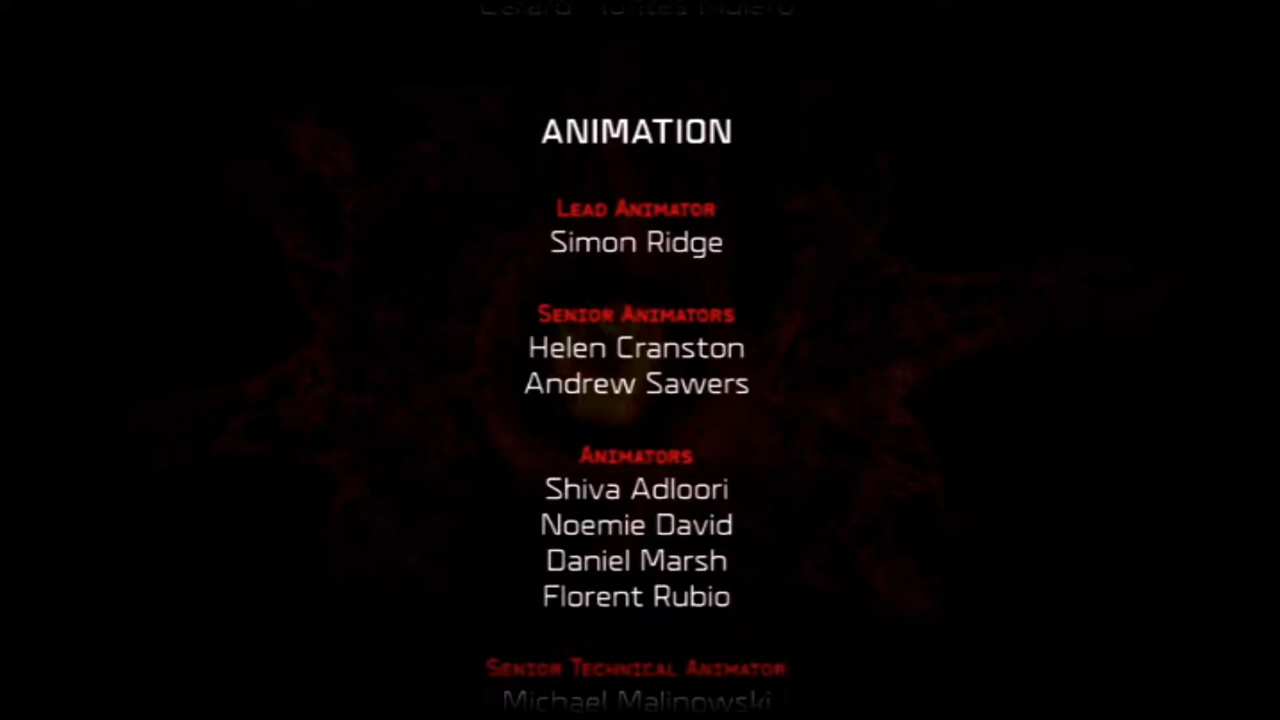 ANIMATION
Lead Animator
Simon Ridge
Senior Animators
Helen Cranston
Andrew Sawers
Animators
Shiva Adloori
Noemie David
Daniel Marsh
Florent Rubio
Senior Technical Animator
Michael Malinowski